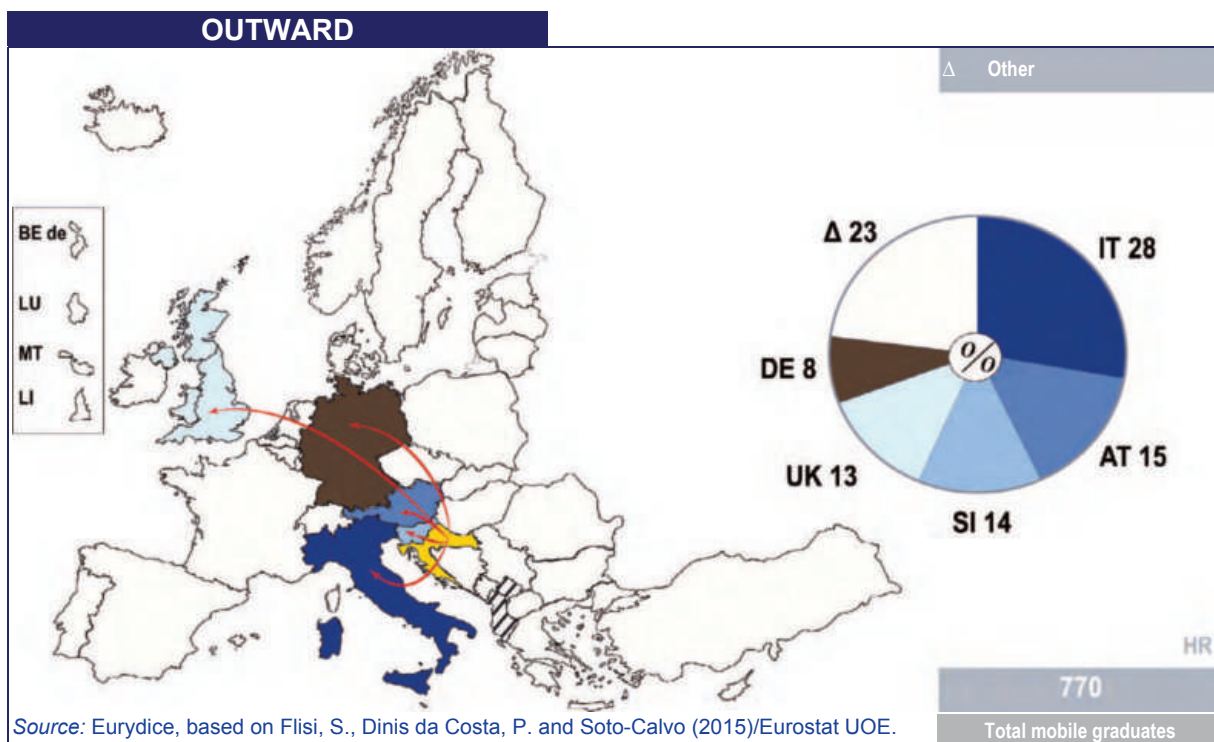 OUTWARD
Δ Other
BE de
LU
MT
LI
Δ 23
IT 28
DE 8
%
AT 15
UK 13
SI 14
HR
770
Total mobile graduates
Source: Eurydice, based on Flisi, S., Dinis da Costa, P. and Soto-Calvo (2015)/Eurostat UOE.